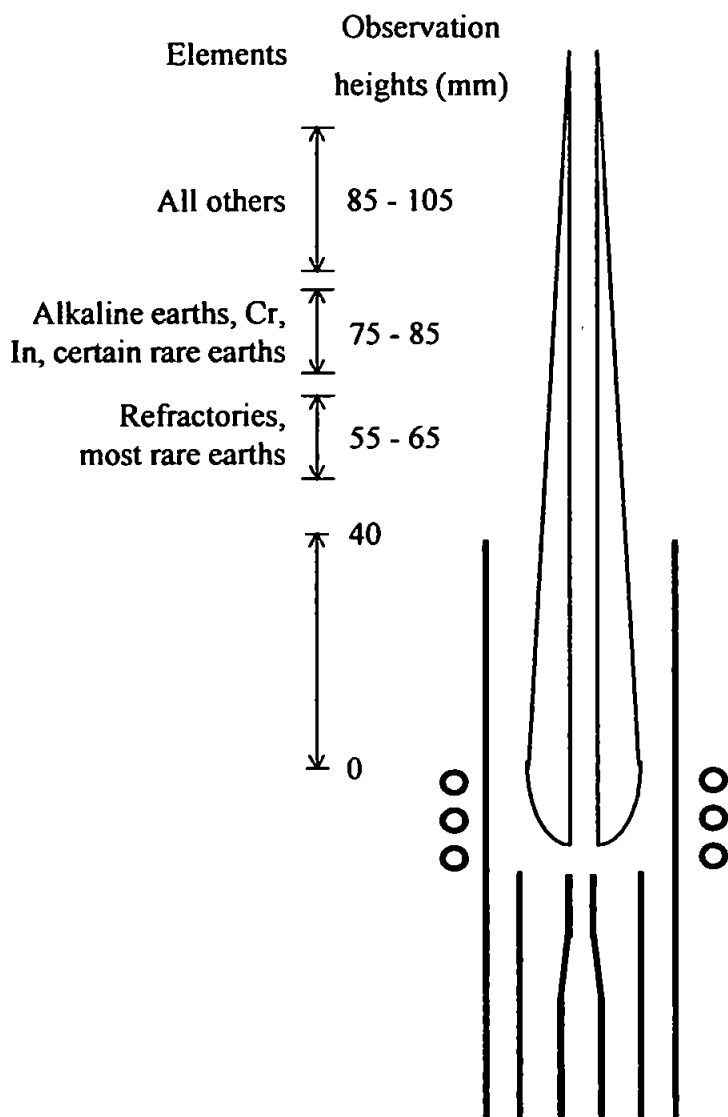 Elements
Observation
heights (mm)
All others
85 - 105
Alkaline earths, Cr,
In, certain rare earths
75 - 85
Refractories,
most rare earths
55 - 65
40
0